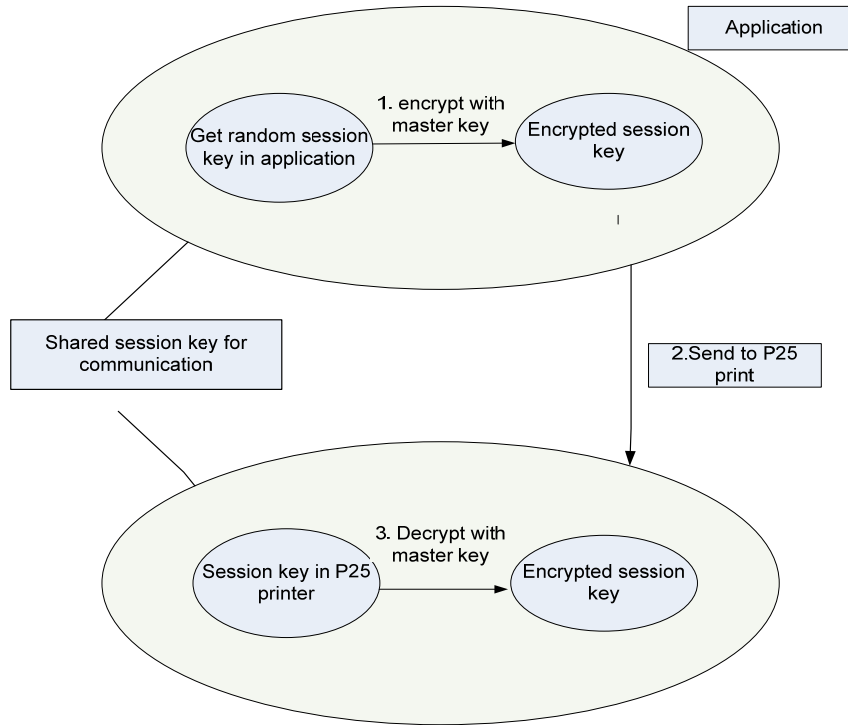 Application
1. encrypt with
master key
Get random session
key in application
Encrypted session
key
Shared session key for
communication
2.Send to P25
print
3. Decrypt with
master key
Session key in P25
printer
Encrypted session
key